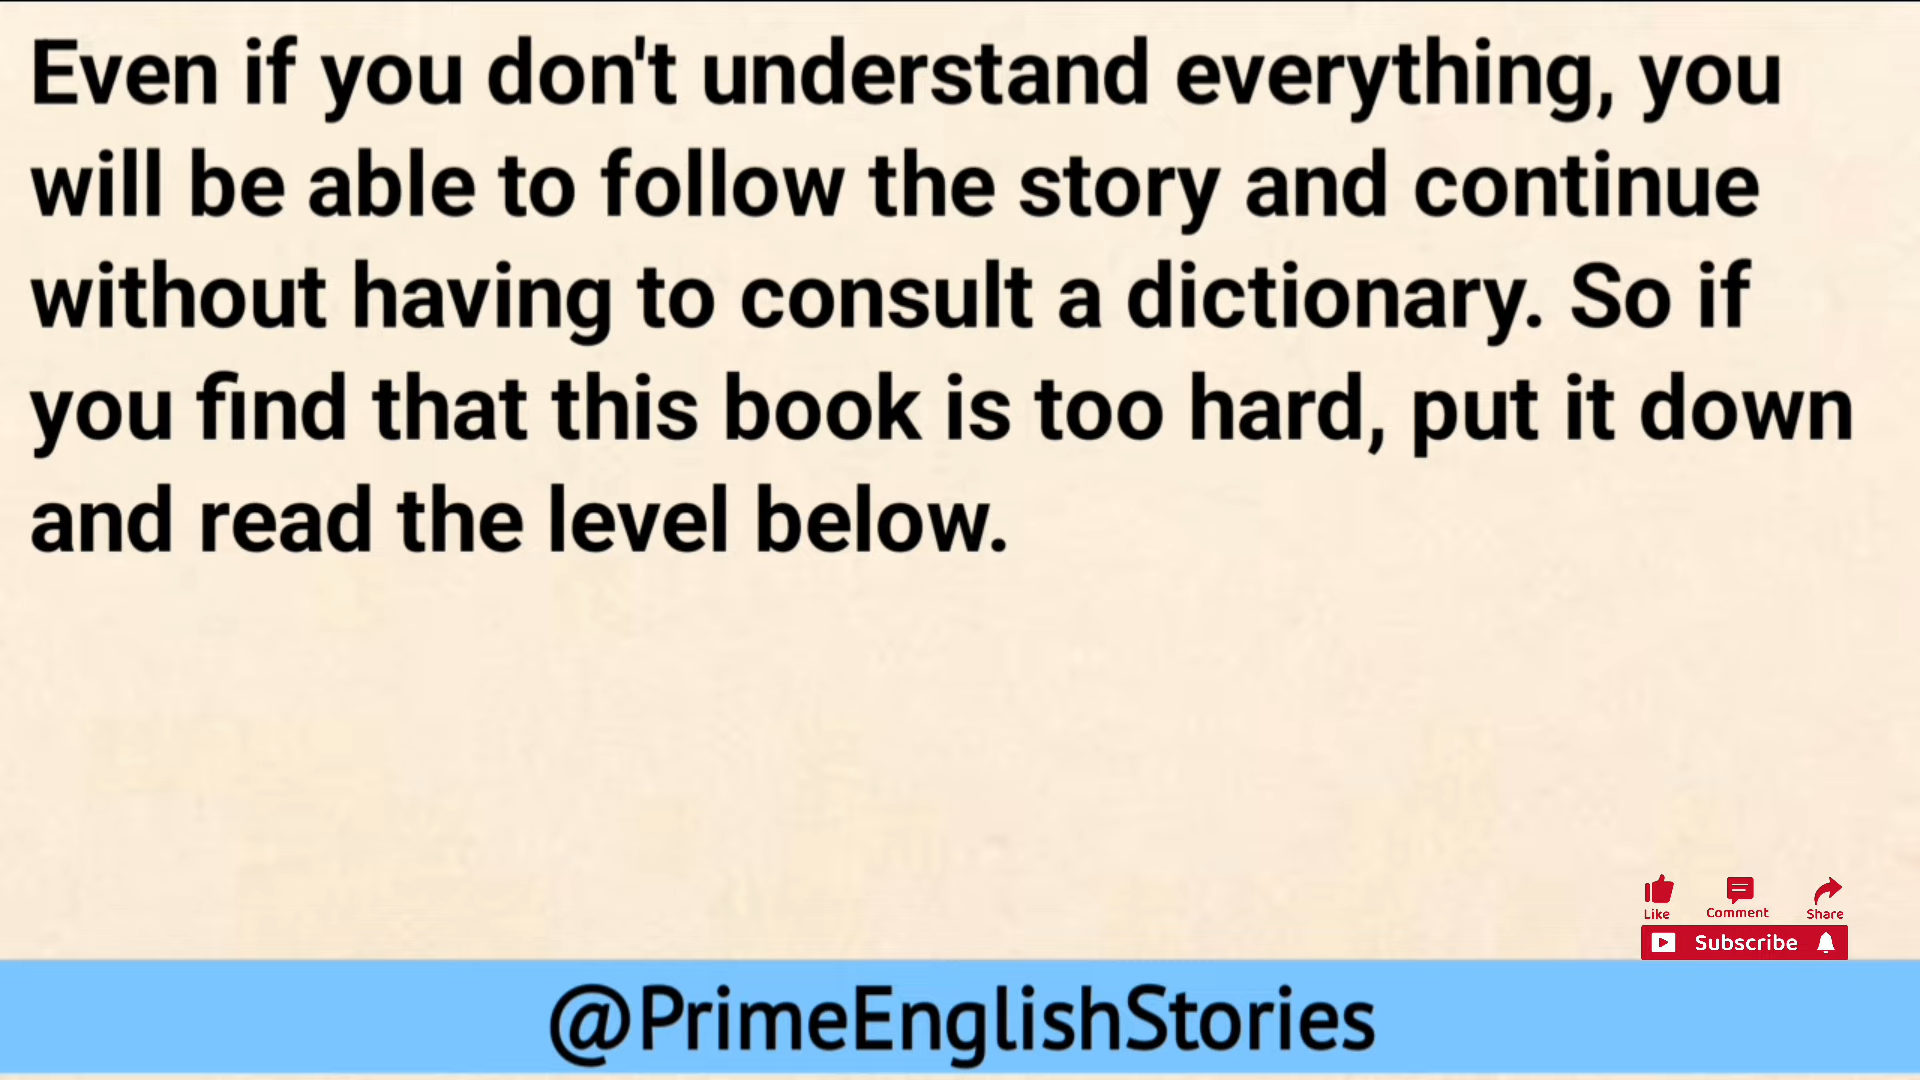 Even if you don't understand everything, you
will be able to follow the story and continue
without having to consult a dictionary. So if
you find that this book is too hard, put it down
and read the level below.
Like Comment Share
Subscribe
@PrimeEnglishStories